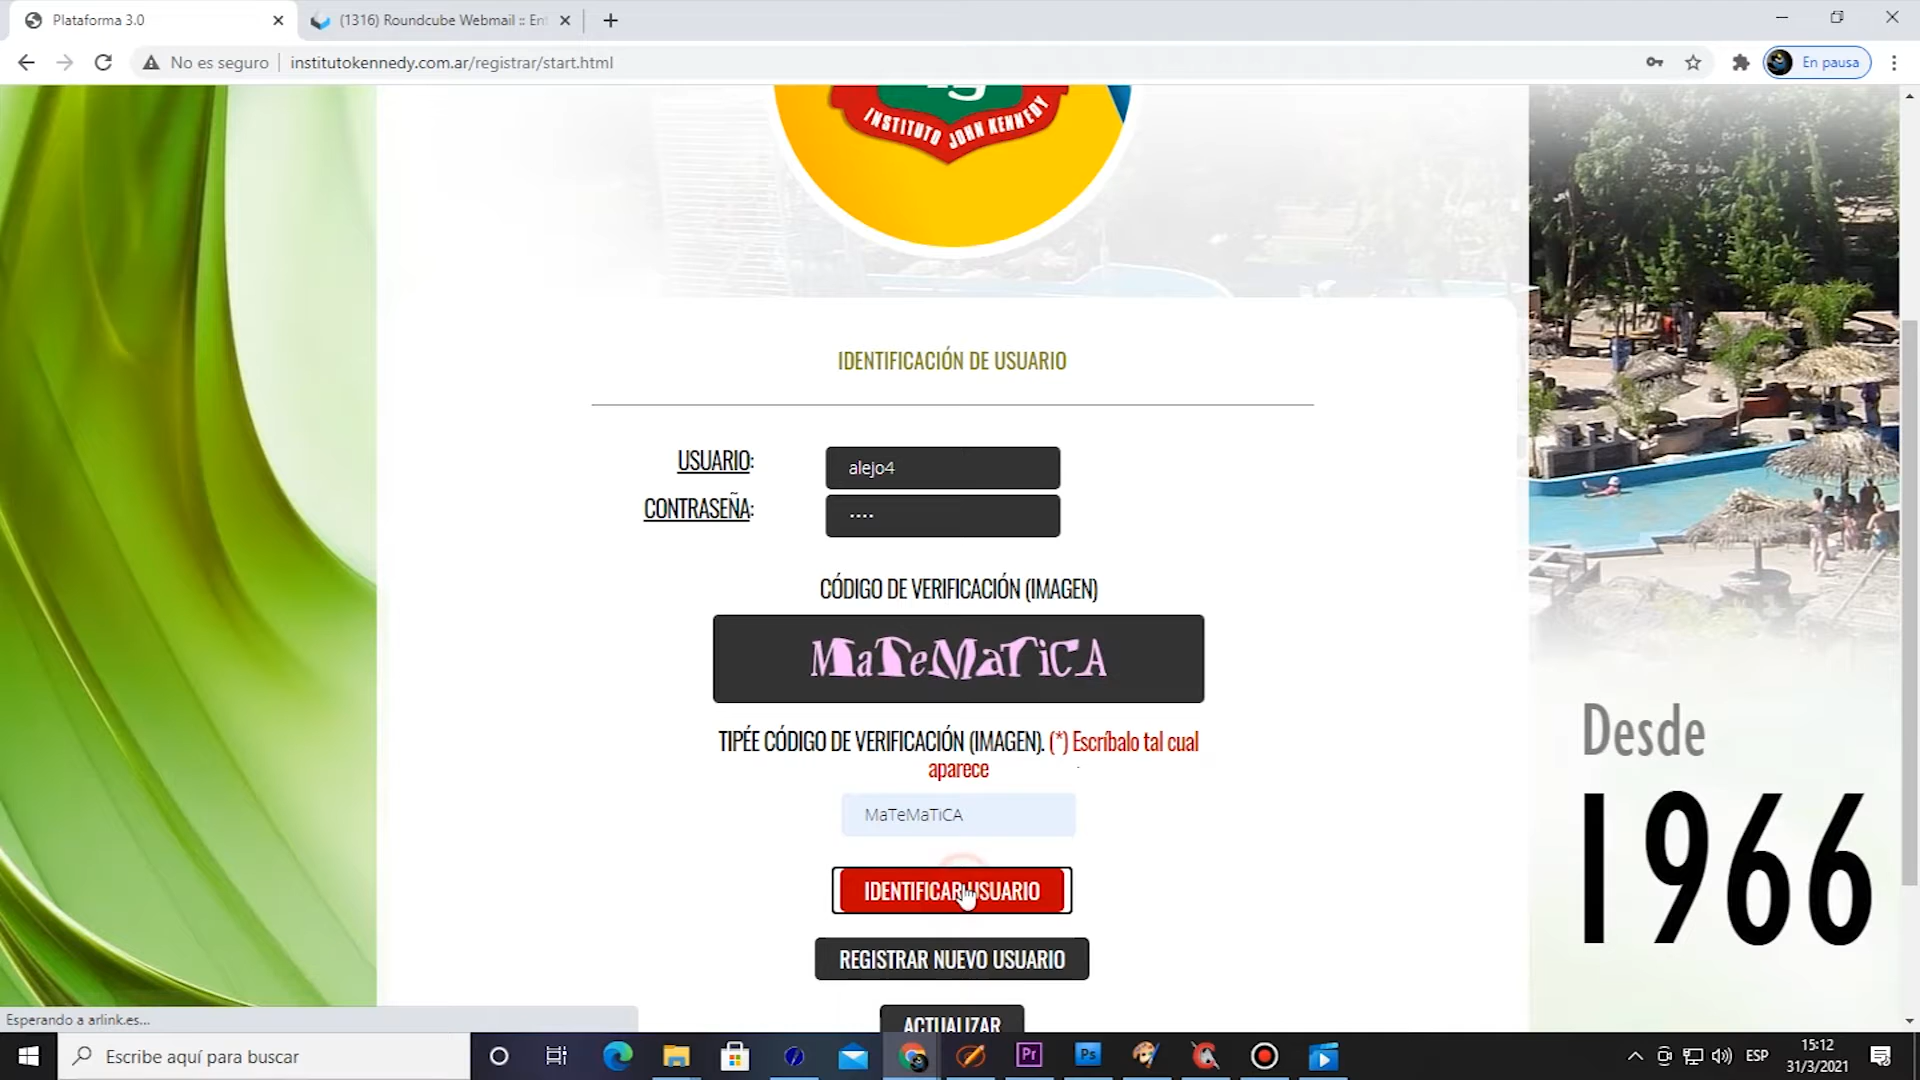 Plataforma 3.0
(1316) Roundcube Webmail :: Ent
No es seguro
institutokennedy.com.ar/registrar/start.html
En pausa
INSTITUTO JOHN KENNEDY
IDENTIFICACIÓN DE USUARIO
USUARIO:
alejo4
CONTRASEÑA:
....
CÓDIGO DE VERIFICACIÓN (IMAGEN)
MaTeMaTiCA
TIPÉE CÓDIGO DE VERIFICACIÓN (IMAGEN). (*) Escríbalo tal cual
aparece
MaTeMaTiCA
IDENTIFICAR USUARIO
REGISTRAR NUEVO USUARIO
ACTUALIZAR
Desde
1966
Esperando a arlink.es...
Escribe aquí para buscar
Pr
Ps
ESP
15:12
31/3/2021